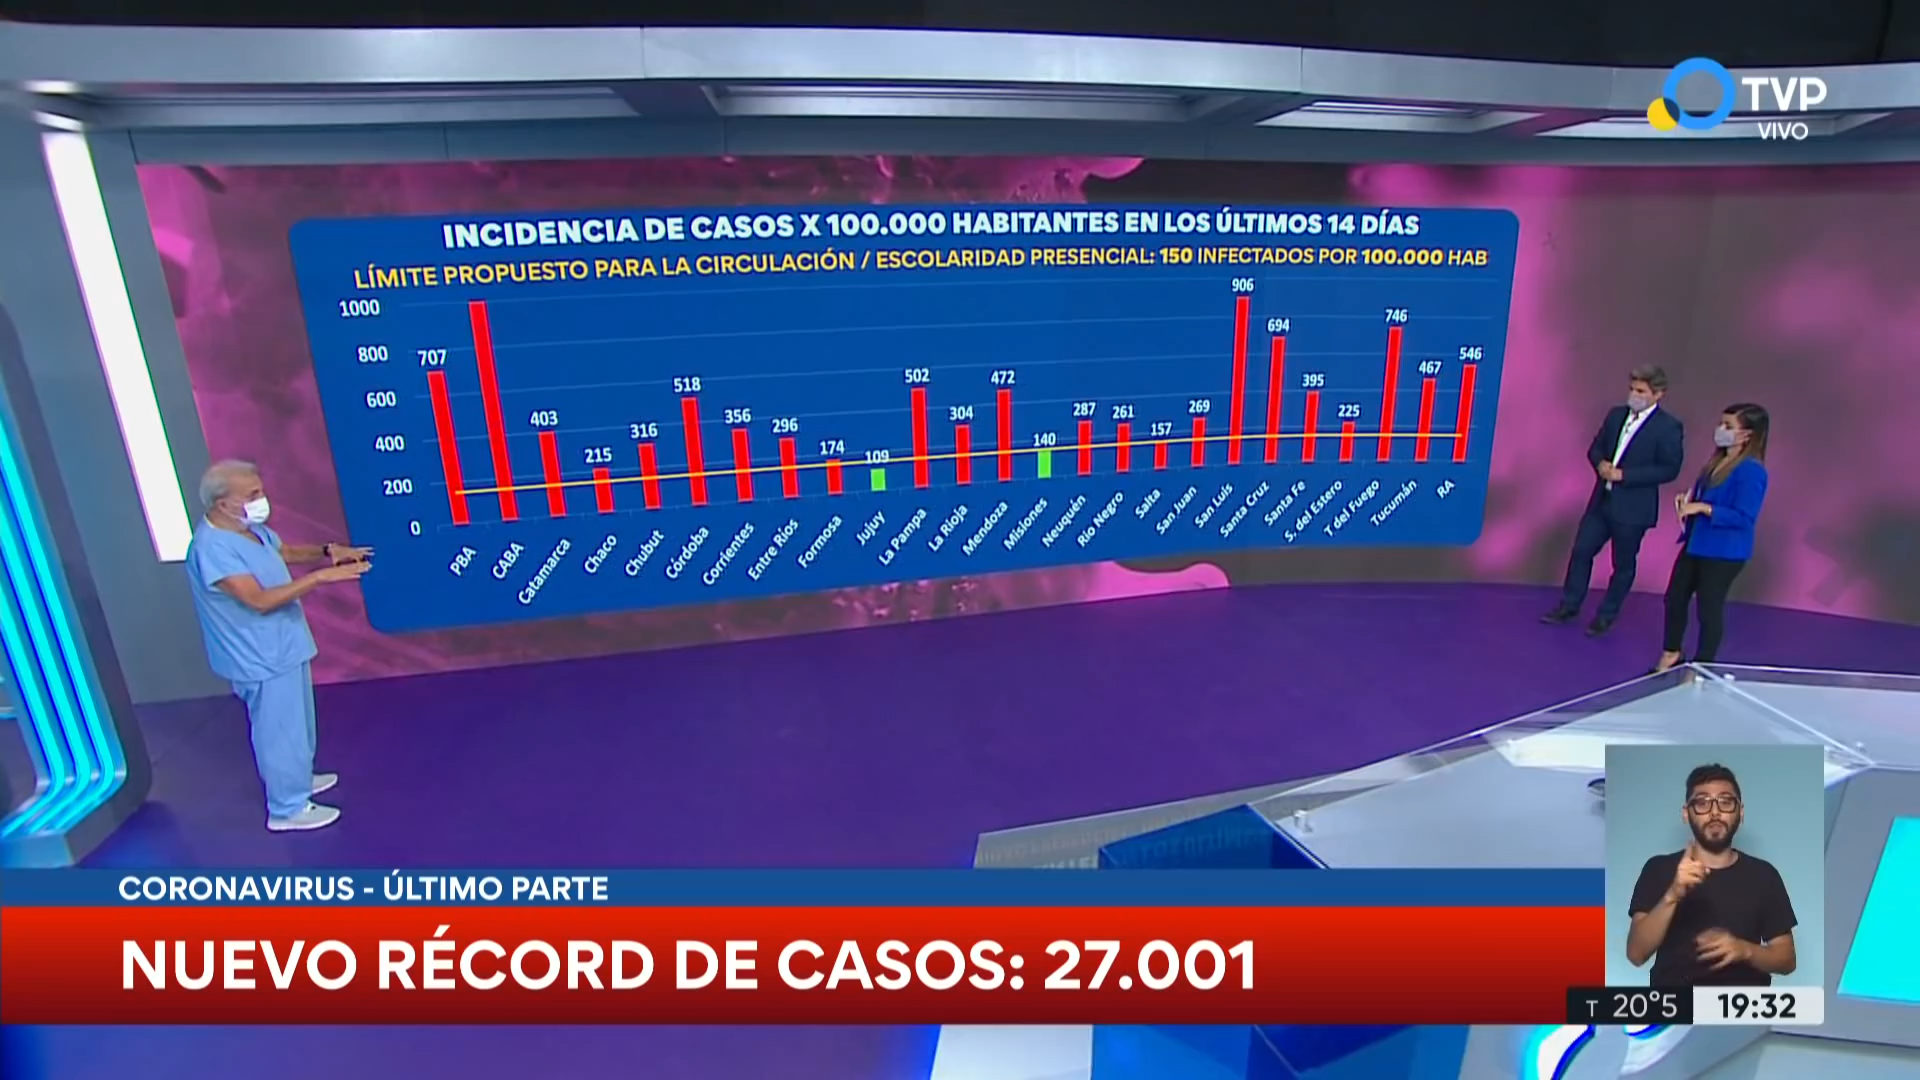 TVP
VIVO
INCIDENCIA DE CASOS X 100.000 HABITANTES EN LOS ÚLTIMOS 14 DÍAS
LÍMITE PROPUESTO PARA LA CIRCULACIÓN / ESCOLARIDAD PRESENCIAL: 150 INFECTADOS POR 100.000 HAB
1000
800
600
400
200
0
707
403
215
316
518
356
296
174
109
502
304
472
140
287
261
157
269
906
694
395
225
746
467
546
PBA
CABA
Catamarca
Chaco
Chubut
Córdoba
Corrientes
Entre Ríos
Formosa
Jujuy
La Pampa
La Rioja
Mendoza
Misiones
Neuquén
Río Negro
Salta
San Juan
San Luis
Santa Cruz
Santa Fe
S. del Estero
T del Fuego
Tucumán
RA
CORONAVIRUS - ÚLTIMO PARTE
NUEVO RÉCORD DE CASOS: 27.001
T 20°5 19:32